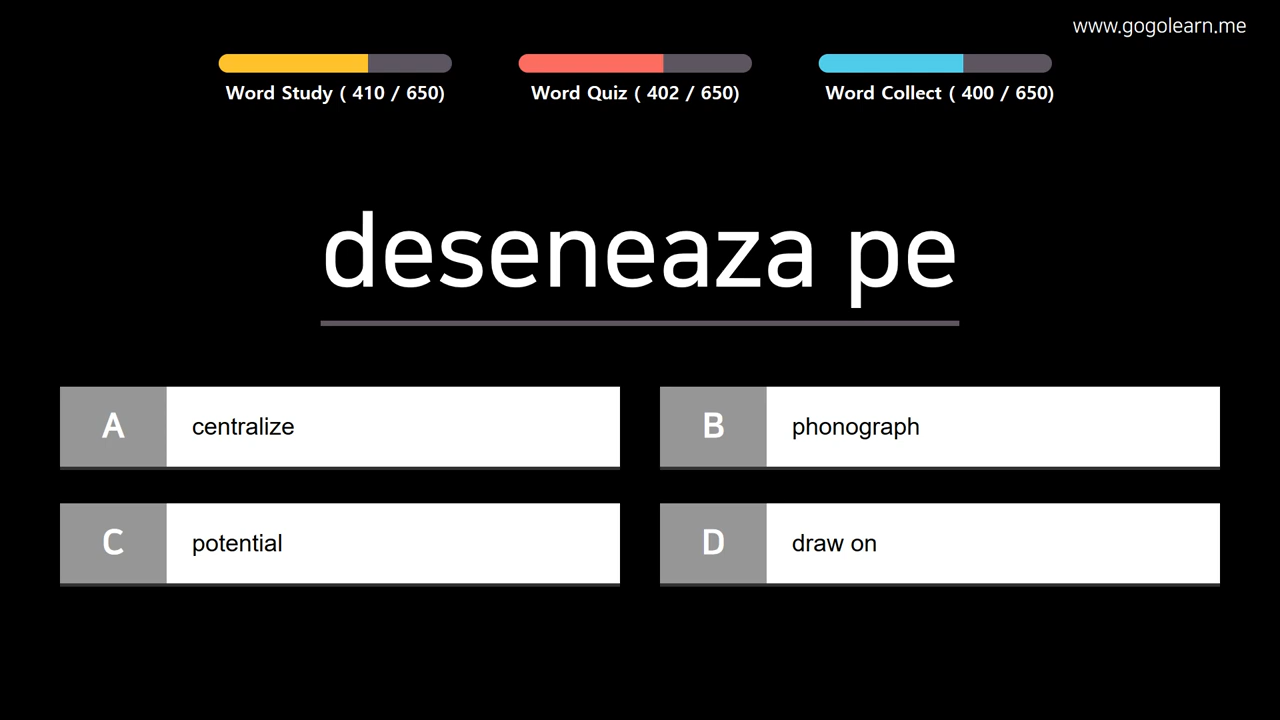 www.gogolearn.me
Word Study ( 410 / 650)
Word Quiz ( 402 / 650)
Word Collect ( 400 / 650)
deseneaza pe
A
centralize
B
phonograph
C
potential
D
draw on